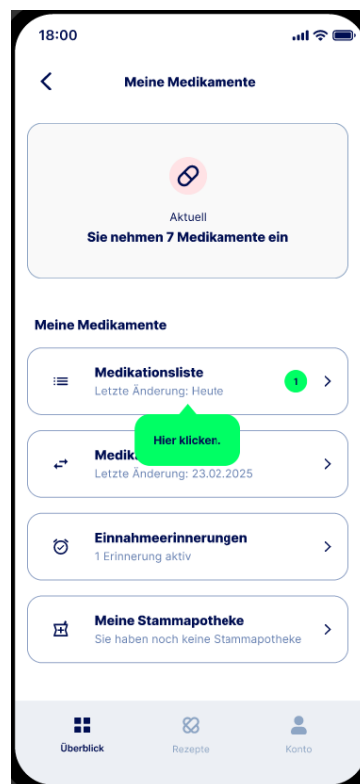 18:00
Meine Medikamente
Aktuell
Sie nehmen 7 Medikamente ein
Meine Medikamente
Medikationsliste
Letzte Änderung: Heute
1
Hier klicken.
Letzte Änderung: 23.02.2025
Einnahmeerinnerungen
1 Erinnerung aktiv
Meine Stammapotheke
Sie haben noch keine Stammapotheke
Überblick
Rezepte
Konto